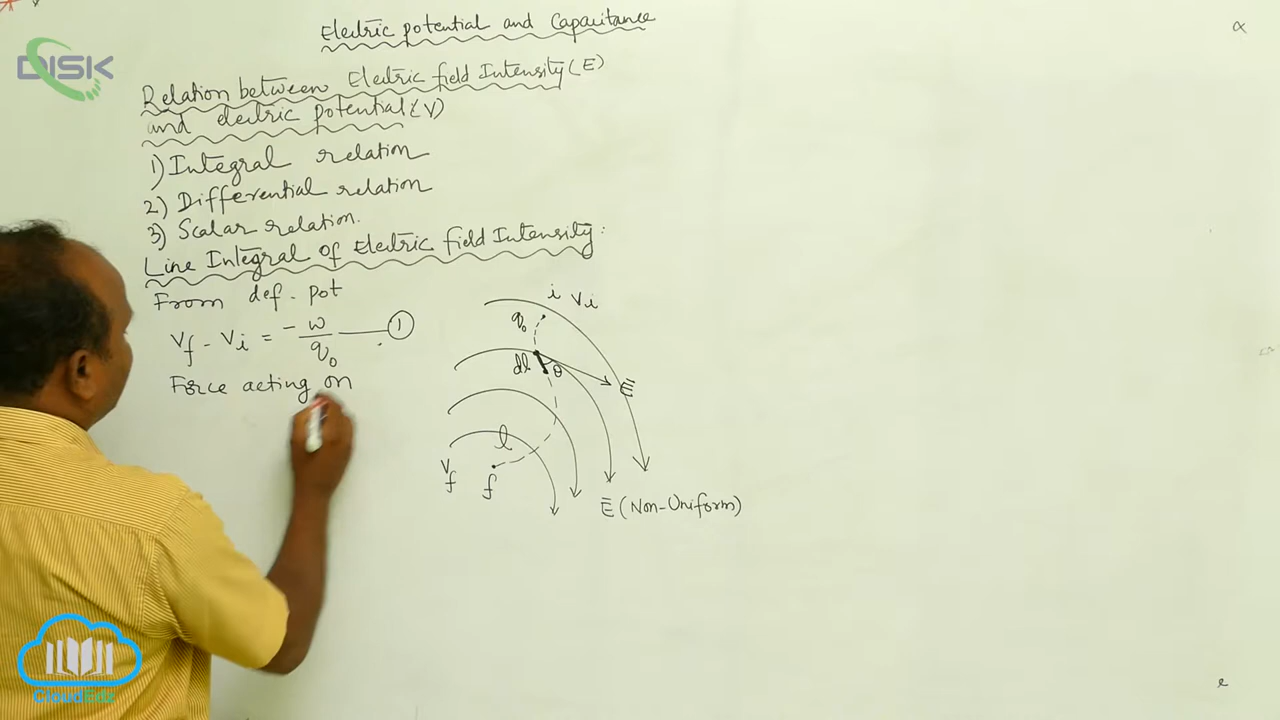 Electric potential and Capacitance
DISK
Relation between Electric field Intensity (E)
and electric potential (V)
1) Integral relation
2) Differential relation
3) Scalar relation.
Line Integral of Electric field Intensity:
From def. pot
Vf - Vi = -w/q0 — 1
Force acting on
i Vi
q0
dl θ E
l
Vf f
E (Non-Uniform)
CloudEdz